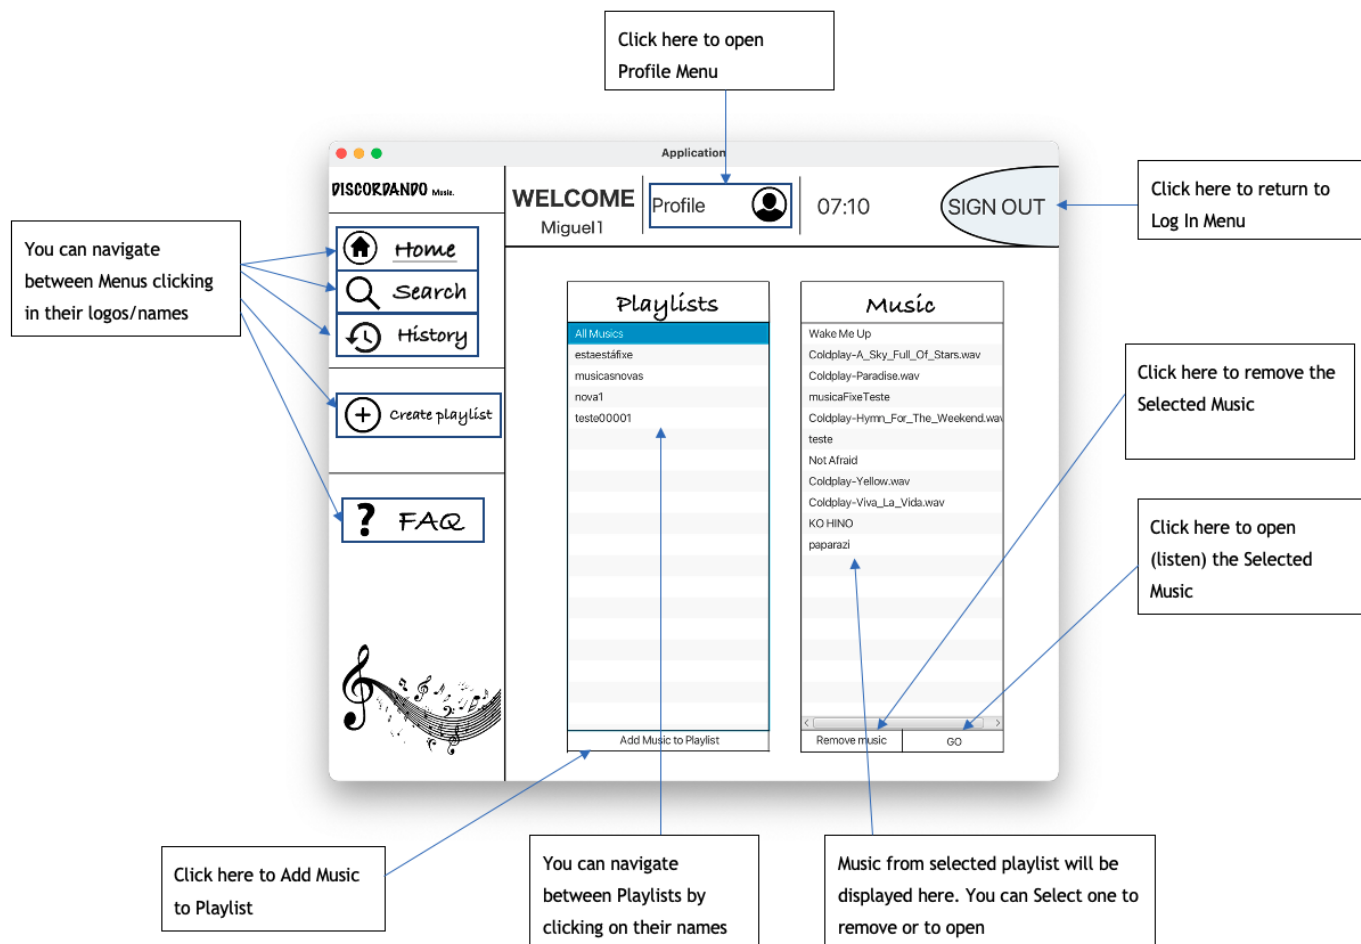 Click here to open
Profile Menu
Application
DISCORDANDO Music.
WELCOME
Miguel1
Profile
07:10
SIGN OUT
Click here to return to
Log In Menu
You can navigate
between Menus clicking
in their logos/names
Home
Search
History
Create playlist
? FAQ
Playlists
All Musics
estaestáfixe
musicasnovas
nova1
teste00001
Add Music to Playlist
Music
Wake Me Up
Coldplay-A_Sky_Full_Of_Stars.wav
Coldplay-Paradise.wav
musicaFixeTeste
Coldplay-Hymn_For_The_Weekend.wav
teste
Not Afraid
Coldplay-Yellow.wav
Coldplay-Viva_La_Vida.wav
KO HINO
paparazi
Remove music
GO
Click here to remove the
Selected Music
Click here to open
(listen) the Selected
Music
Click here to Add Music
to Playlist
You can navigate
between Playlists by
clicking on their names
Music from selected playlist will be
displayed here. You can Select one to
remove or to open